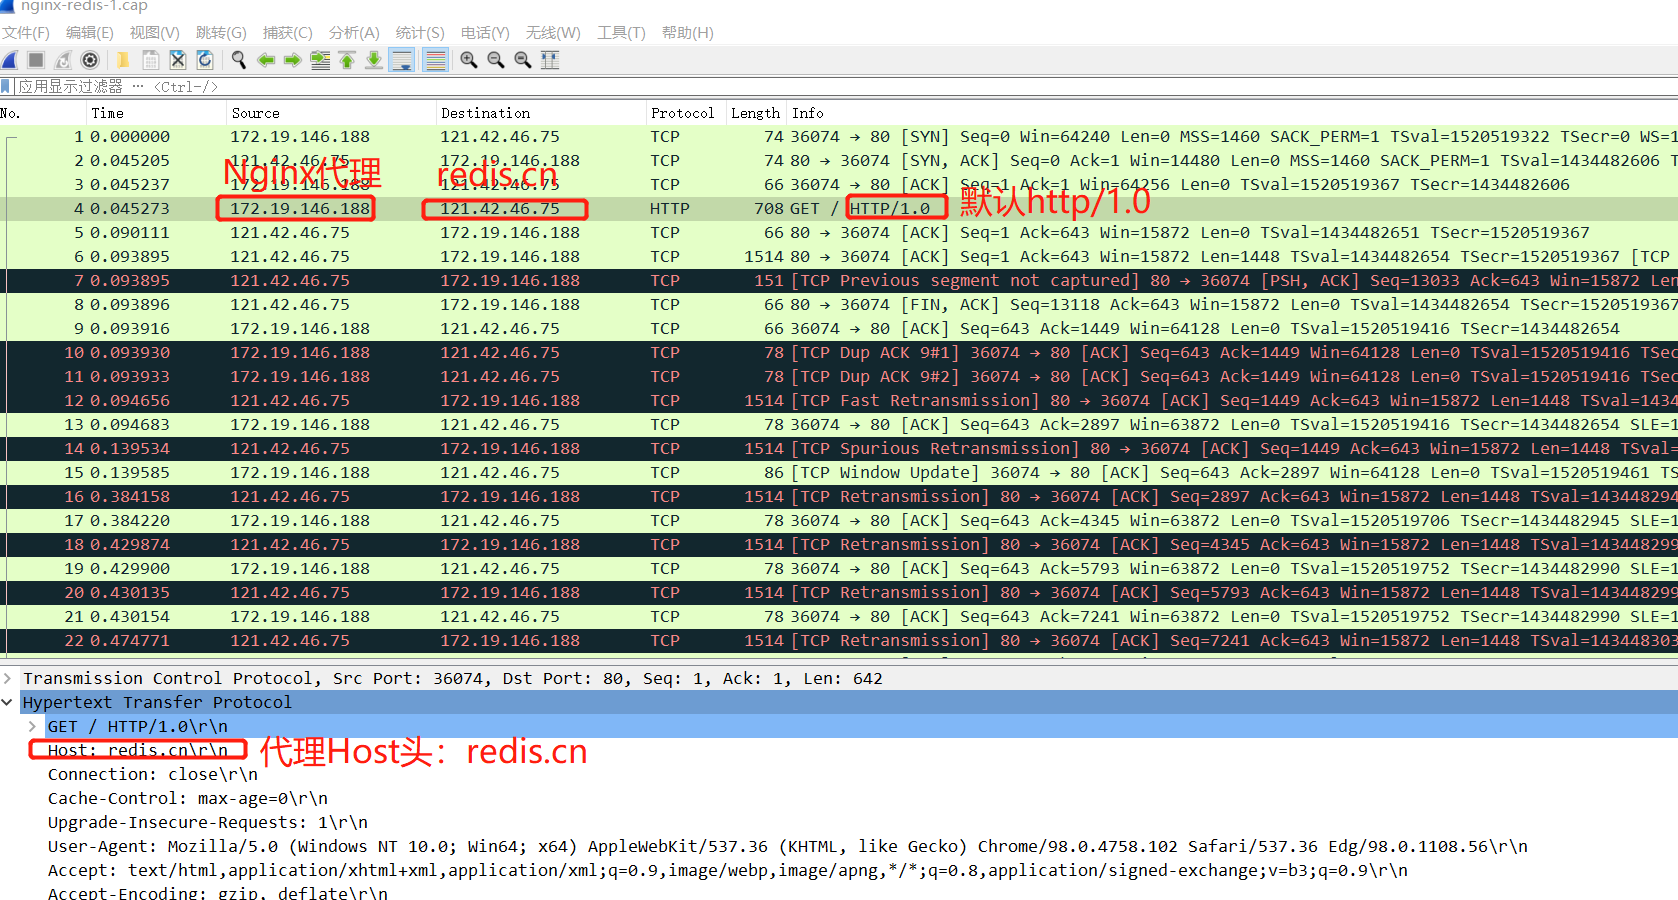 nginx-redis-1.cap
文件(F) 编辑(E) 视图(V) 跳转(G) 捕获(C) 分析(A) 统计(S) 电话(Y) 无线(W) 工具(T) 帮助(H)
应用显示过滤器 … <Ctrl-/>
No. Time Source Destination Protocol Length Info
1 0.000000 172.19.146.188 121.42.46.75 TCP 74 36074 → 80 [SYN] Seq=0 Win=64240 Len=0 MSS=1460 SACK_PERM=1 TSval=1520519322 TSecr=0 WS=1
2 0.045205 121.42.46.75 172.19.146.188 TCP 74 80 → 36074 [SYN, ACK] Seq=0 Ack=1 Win=14480 Len=0 MSS=1460 SACK_PERM=1 TSval=1434482606 T
Nginx代理 redis.cn
3 0.045237 172.19.146.188 121.42.46.75 TCP 66 36074 → 80 [ACK] Seq=1 Ack=1 Win=64256 Len=0 TSval=1520519367 TSecr=1434482606
4 0.045273 172.19.146.188 121.42.46.75 HTTP 708 GET / HTTP/1.0 默认http/1.0
5 0.090111 121.42.46.75 172.19.146.188 TCP 66 80 → 36074 [ACK] Seq=1 Ack=643 Win=15872 Len=0 TSval=1434482651 TSecr=1520519367
6 0.093895 121.42.46.75 172.19.146.188 TCP 1514 80 → 36074 [ACK] Seq=1 Ack=643 Win=15872 Len=1448 TSval=1434482654 TSecr=1520519367 [TCP
7 0.093895 121.42.46.75 172.19.146.188 TCP 151 [TCP Previous segment not captured] 80 → 36074 [PSH, ACK] Seq=13033 Ack=643 Win=15872 Len
8 0.093896 121.42.46.75 172.19.146.188 TCP 66 80 → 36074 [FIN, ACK] Seq=13118 Ack=643 Win=15872 Len=0 TSval=1434482654 TSecr=1520519367
9 0.093916 172.19.146.188 121.42.46.75 TCP 66 36074 → 80 [ACK] Seq=643 Ack=1449 Win=64128 Len=0 TSval=1520519416 TSecr=1434482654
10 0.093930 172.19.146.188 121.42.46.75 TCP 78 [TCP Dup ACK 9#1] 36074 → 80 [ACK] Seq=643 Ack=1449 Win=64128 Len=0 TSval=1520519416 TSec
11 0.093933 172.19.146.188 121.42.46.75 TCP 78 [TCP Dup ACK 9#2] 36074 → 80 [ACK] Seq=643 Ack=1449 Win=64128 Len=0 TSval=1520519416 TSec
12 0.094656 121.42.46.75 172.19.146.188 TCP 1514 [TCP Fast Retransmission] 80 → 36074 [ACK] Seq=1449 Ack=643 Win=15872 Len=1448 TSval=1434
13 0.094683 172.19.146.188 121.42.46.75 TCP 78 36074 → 80 [ACK] Seq=643 Ack=2897 Win=63872 Len=0 TSval=1520519416 TSecr=1434482654 SLE=1
14 0.139534 121.42.46.75 172.19.146.188 TCP 1514 [TCP Spurious Retransmission] 80 → 36074 [ACK] Seq=1449 Ack=643 Win=15872 Len=1448 TSval=
15 0.139585 172.19.146.188 121.42.46.75 TCP 86 [TCP Window Update] 36074 → 80 [ACK] Seq=643 Ack=2897 Win=64128 Len=0 TSval=1520519461 TS
16 0.384158 121.42.46.75 172.19.146.188 TCP 1514 [TCP Retransmission] 80 → 36074 [ACK] Seq=2897 Ack=643 Win=15872 Len=1448 TSval=143448294
17 0.384220 172.19.146.188 121.42.46.75 TCP 78 36074 → 80 [ACK] Seq=643 Ack=4345 Win=63872 Len=0 TSval=1520519706 TSecr=1434482945 SLE=1
18 0.429874 121.42.46.75 172.19.146.188 TCP 1514 [TCP Retransmission] 80 → 36074 [ACK] Seq=4345 Ack=643 Win=15872 Len=1448 TSval=143448299
19 0.429900 172.19.146.188 121.42.46.75 TCP 78 36074 → 80 [ACK] Seq=643 Ack=5793 Win=63872 Len=0 TSval=1520519752 TSecr=1434482990 SLE=1
20 0.430135 121.42.46.75 172.19.146.188 TCP 1514 [TCP Retransmission] 80 → 36074 [ACK] Seq=5793 Ack=643 Win=15872 Len=1448 TSval=143448299
21 0.430154 172.19.146.188 121.42.46.75 TCP 78 36074 → 80 [ACK] Seq=643 Ack=7241 Win=63872 Len=0 TSval=1520519752 TSecr=1434482990 SLE=1
22 0.474771 121.42.46.75 172.19.146.188 TCP 1514 [TCP Retransmission] 80 → 36074 [ACK] Seq=7241 Ack=643 Win=15872 Len=1448 TSval=143448303
Transmission Control Protocol, Src Port: 36074, Dst Port: 80, Seq: 1, Ack: 1, Len: 642
Hypertext Transfer Protocol
GET / HTTP/1.0\r\n
Host: redis.cn\r\n 代理Host头：redis.cn
Connection: close\r\n
Cache-Control: max-age=0\r\n
Upgrade-Insecure-Requests: 1\r\n
User-Agent: Mozilla/5.0 (Windows NT 10.0; Win64; x64) AppleWebKit/537.36 (KHTML, like Gecko) Chrome/98.0.4758.102 Safari/537.36 Edg/98.0.1108.56\r\n
Accept: text/html,application/xhtml+xml,application/xml;q=0.9,image/webp,image/apng,*/*;q=0.8,application/signed-exchange;v=b3;q=0.9\r\n
Accept-Encoding: gzip, deflate\r\n